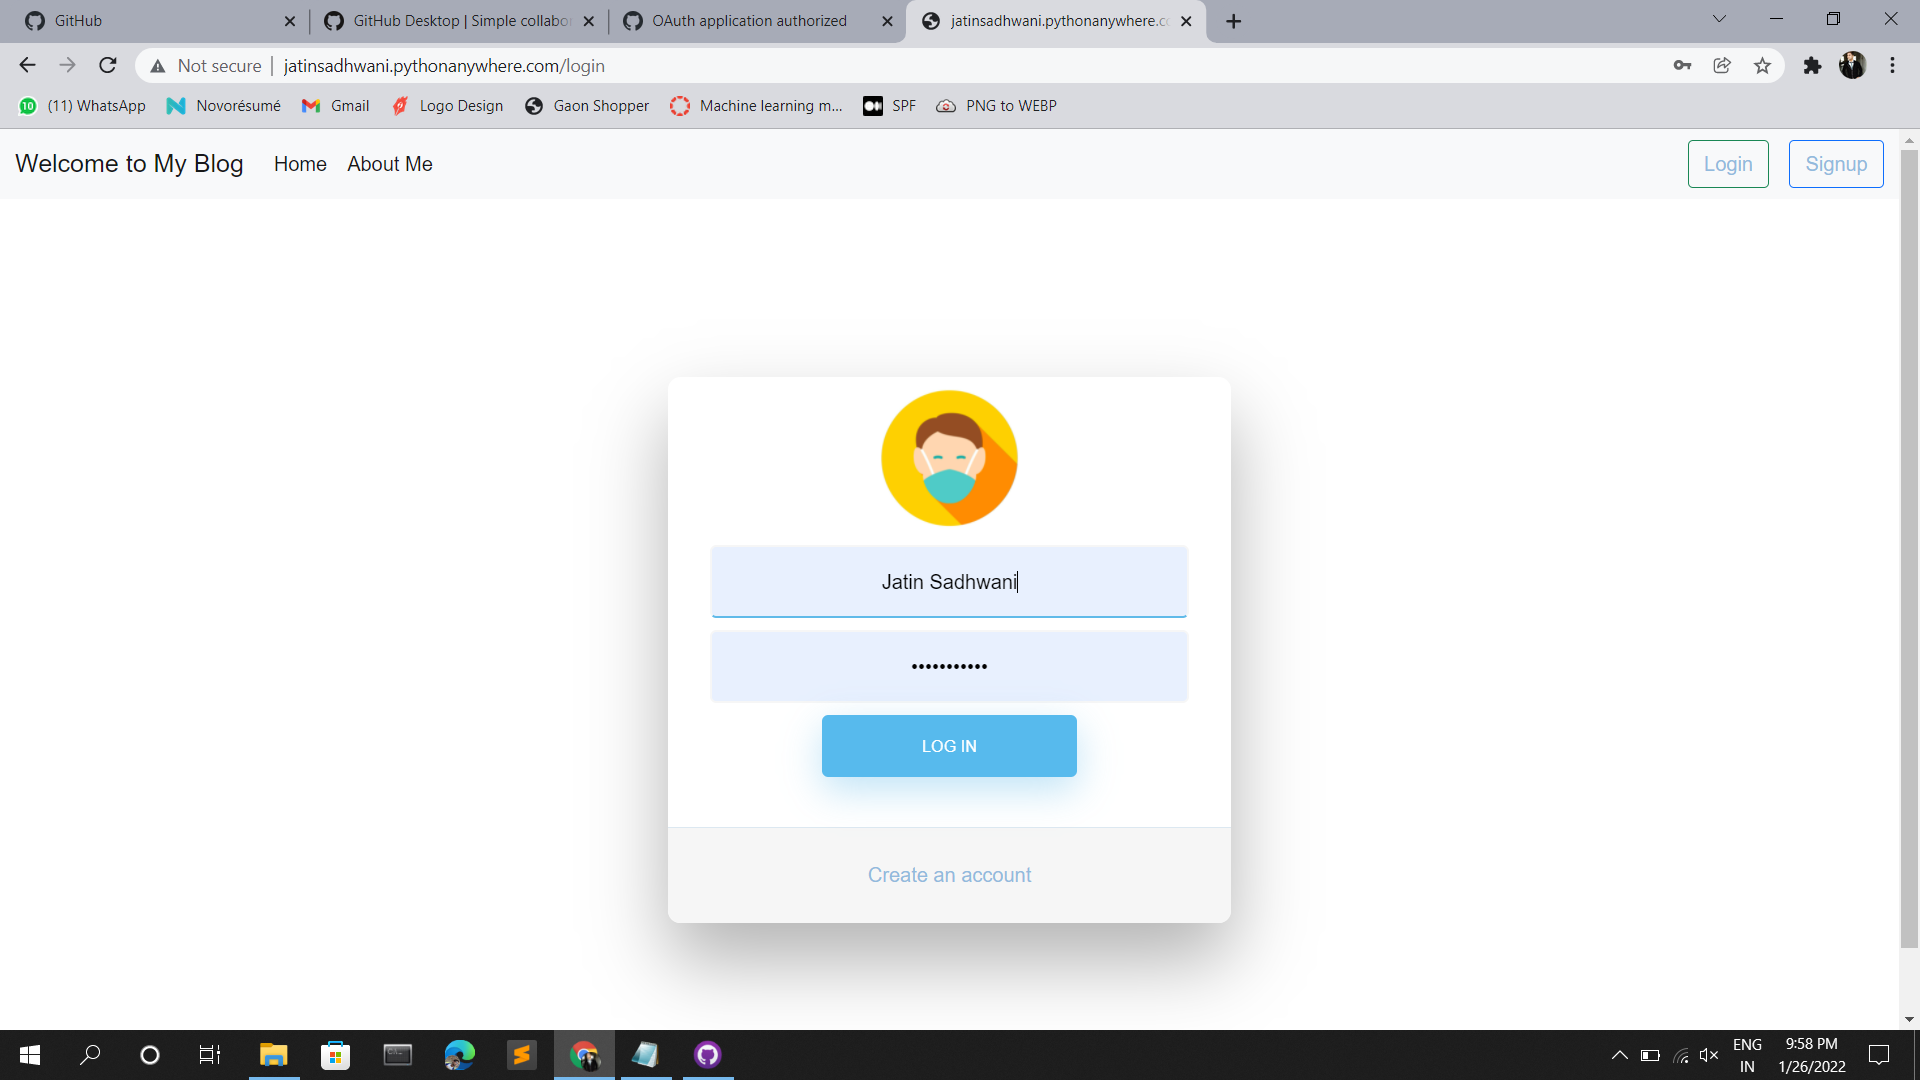 GitHub
GitHub Desktop | Simple collabo
OAuth application authorized
jatinsadhwani.pythonanywhere.c
Not secure | jatinsadhwani.pythonanywhere.com/login
10 (11) WhatsApp Novorésumé Gmail Logo Design Gaon Shopper Machine learning m... SPF PNG to WEBP
Welcome to My Blog Home About Me Login Signup
Jatin Sadhwani
•••••••••••
LOG IN
Create an account
ENG 9:58 PM
IN 1/26/2022